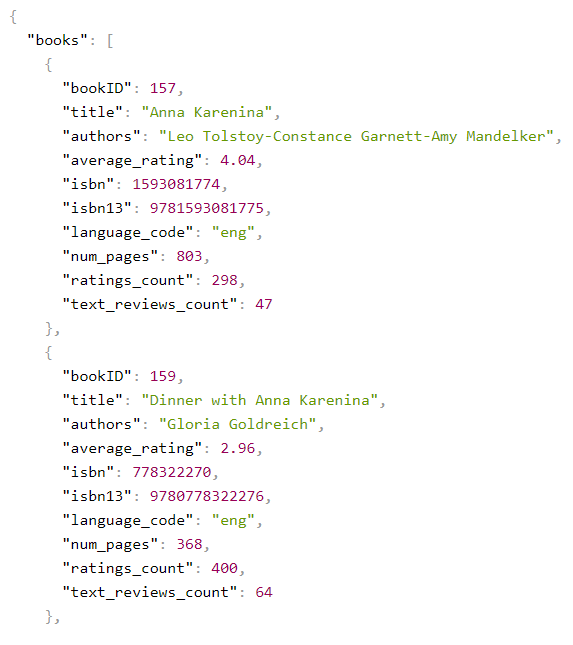 {
  "books": [
    {
      "bookID": 157,
      "title": "Anna Karenina",
      "authors": "Leo Tolstoy-Constance Garnett-Amy Mandelker",
      "average_rating": 4.04,
      "isbn": 1593081774,
      "isbn13": 9781593081775,
      "language_code": "eng",
      "num_pages": 803,
      "ratings_count": 298,
      "text_reviews_count": 47
    },
    {
      "bookID": 159,
      "title": "Dinner with Anna Karenina",
      "authors": "Gloria Goldreich",
      "average_rating": 2.96,
      "isbn": 778322270,
      "isbn13": 9780778322276,
      "language_code": "eng",
      "num_pages": 368,
      "ratings_count": 400,
      "text_reviews_count": 64
    },